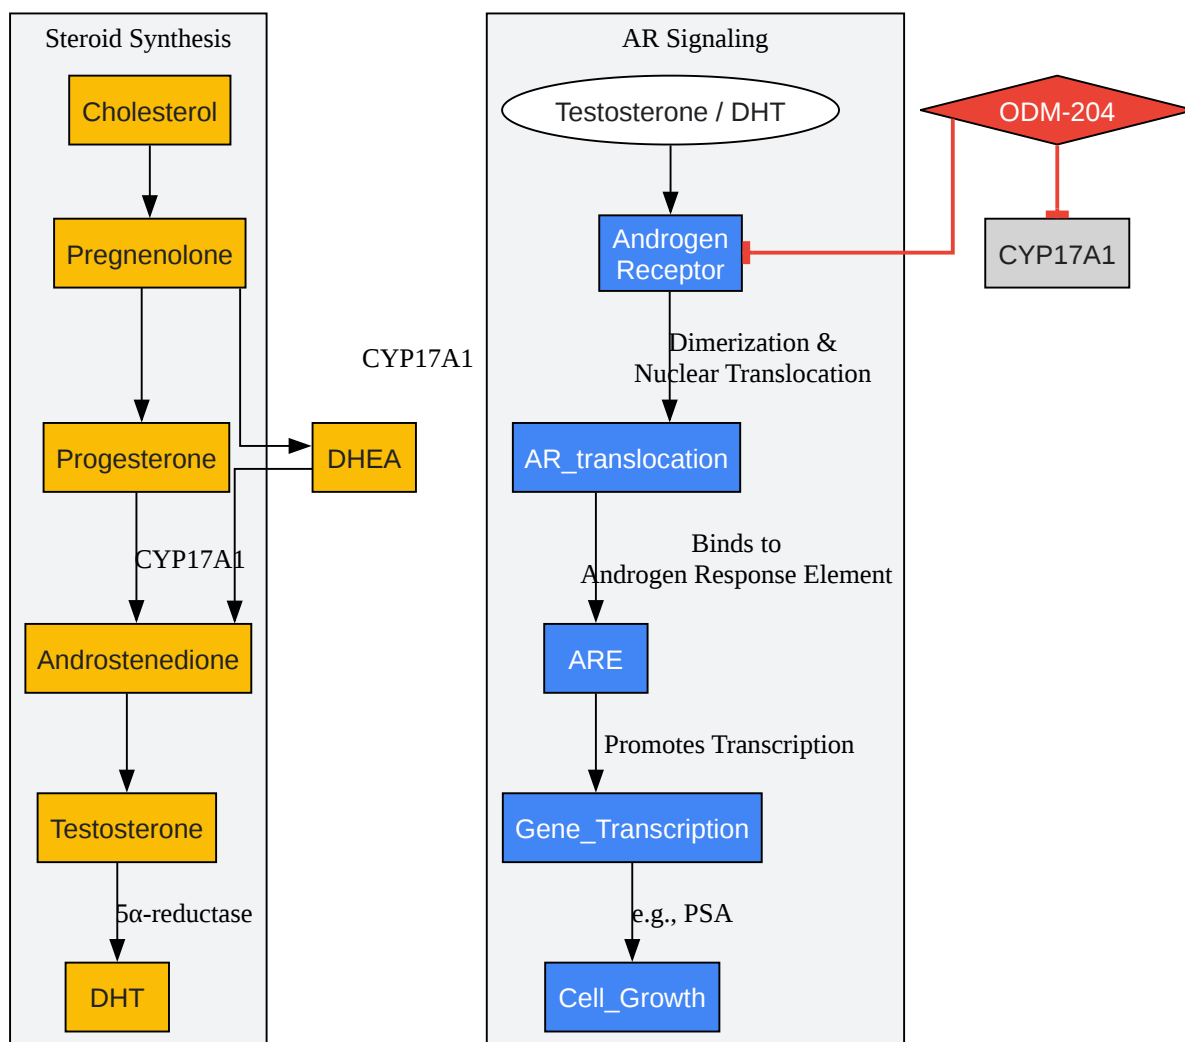 Steroid Synthesis
Cholesterol
Pregnenolone
CYP17A1
Progesterone
DHEA
CYP17A1
Androstenedione
Testosterone
5α-reductase
DHT
AR Signaling
Testosterone / DHT
Androgen
Receptor
Dimerization &
Nuclear Translocation
AR_translocation
Binds to
Androgen Response Element
ARE
Promotes Transcription
Gene_Transcription
e.g., PSA
Cell_Growth
ODM-204
CYP17A1